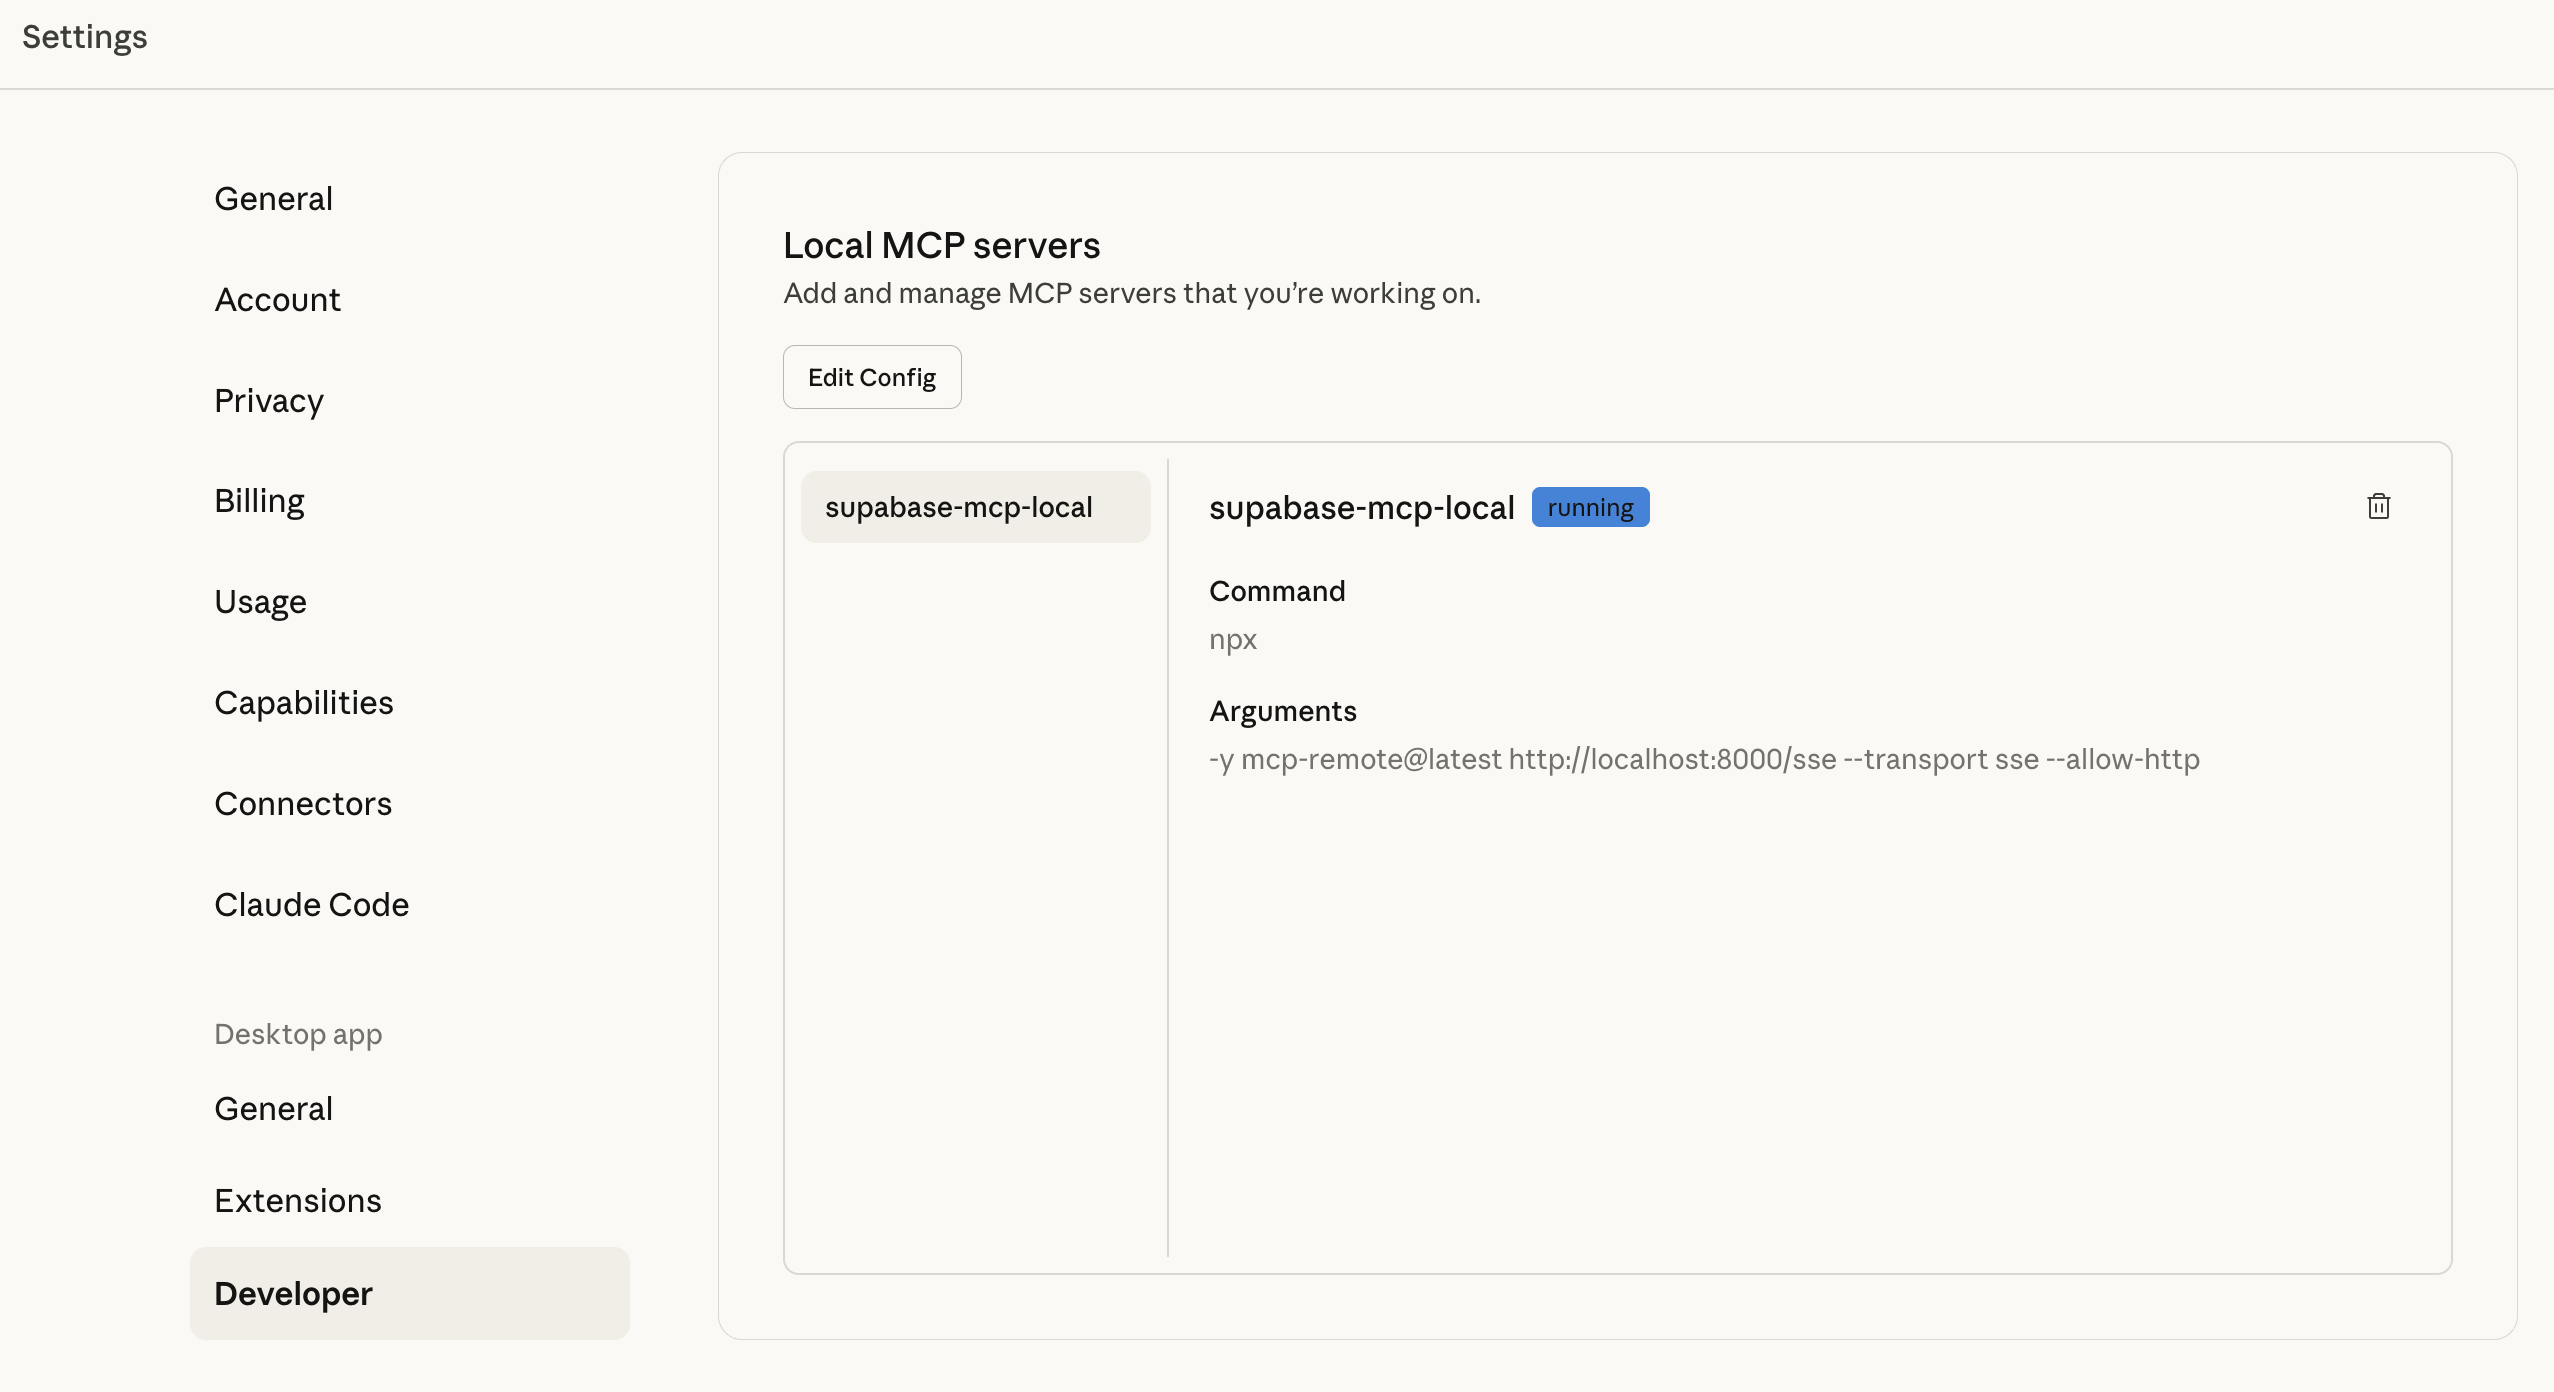 Settings
General
Account
Privacy
Billing
Usage
Capabilities
Connectors
Claude Code
Desktop app
General
Extensions
Developer
Local MCP servers
Add and manage MCP servers that you’re working on.
Edit Config
supabase-mcp-local
supabase-mcp-local running
Command
npx
Arguments
-y mcp-remote@latest http://localhost:8000/sse --transport sse --allow-http